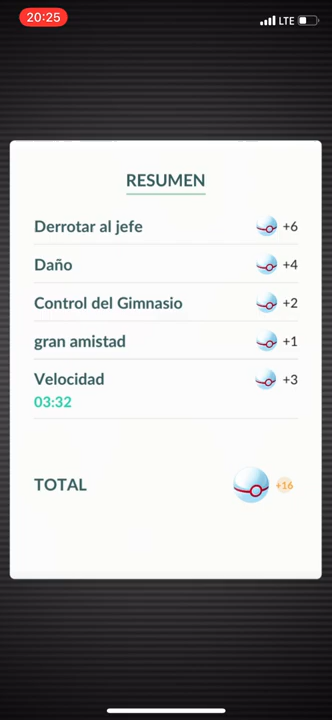 20:25
LTE
RESUMEN
Derrotar al jefe +6
Daño +4
Control del Gimnasio +2
gran amistad +1
Velocidad +3
03:32
TOTAL +16